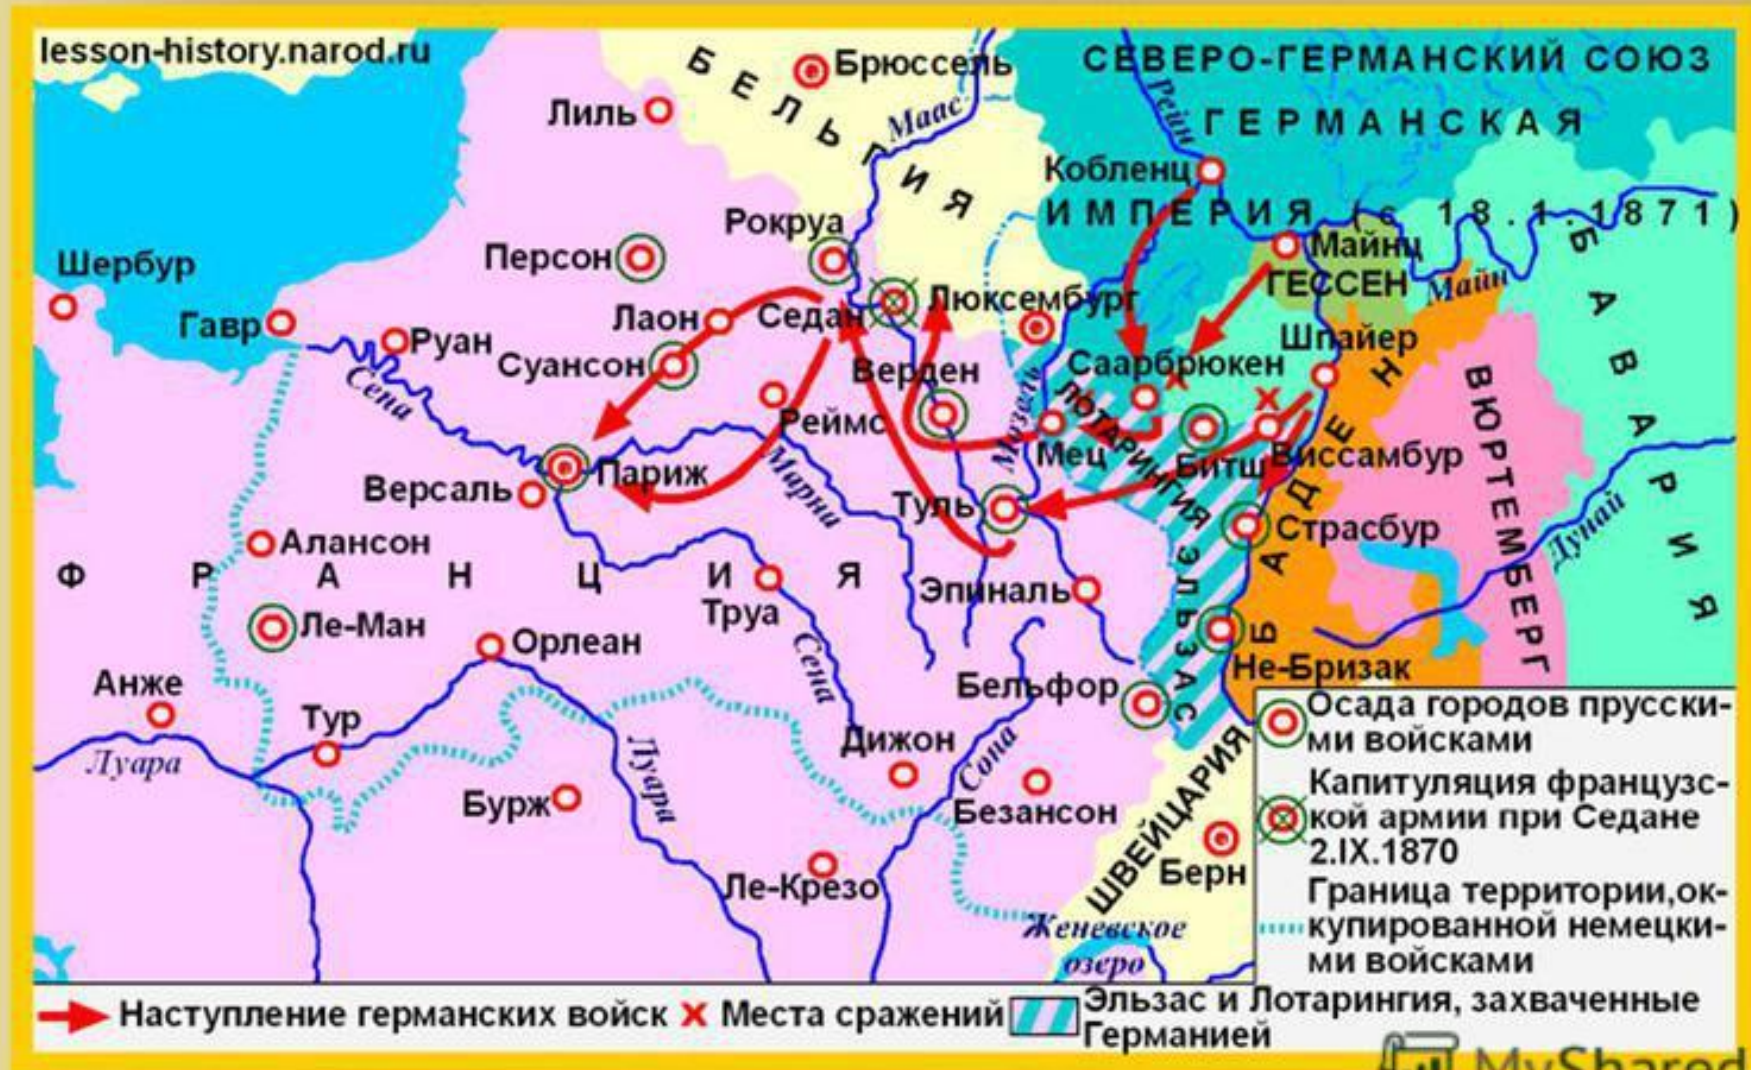 lesson-history.narod.ru
БЕЛЬГИЯ
Брюссель
СЕВЕРО-ГЕРМАНСКИЙ СОЮЗ
Лиль
Маас
Рейн
ГЕРМАНСКАЯ
Кобленц
ИМПЕРИЯ (с 18.1.1871)
Рокруа
Персон
Майнц
ГЕССЕН
Майн
БАВАРИЯ
Шербур
Гавр
Руан
Лаон
Седан
Люксембург
Шпайер
Суансон
Верден
Саарбрюкен
Сепа
Реймс
Мозель
ЛОТАРИНГИЯ
Мец
Битш
Виссамбур
БАДЕН
ВЮРТЕМБЕРГ
Париж
Версаль
Марна
Туль
Страсбур
Дунай
Алансон
ФРАНЦИЯ
Труа
Эпиналь
ЭЛЬЗАС
Ле-Ман
Орлеан
Сена
Не-Бризак
Анже
Тур
Бельфор
Луара
Луара
Дижон
Сопа
Бурж
Безансон
ШВЕЙЦАРИЯ
Берн
Ле-Крезо
Женевское
озеро
Осада городов прусски-
ми войсками
Капитуляция французс-
кой армии при Седане
2.IX.1870
Граница территории,ок-
купированной немецки-
ми войсками
Наступление германских войск
Места сражений
Эльзас и Лотарингия, захваченные
Германией
MyShared